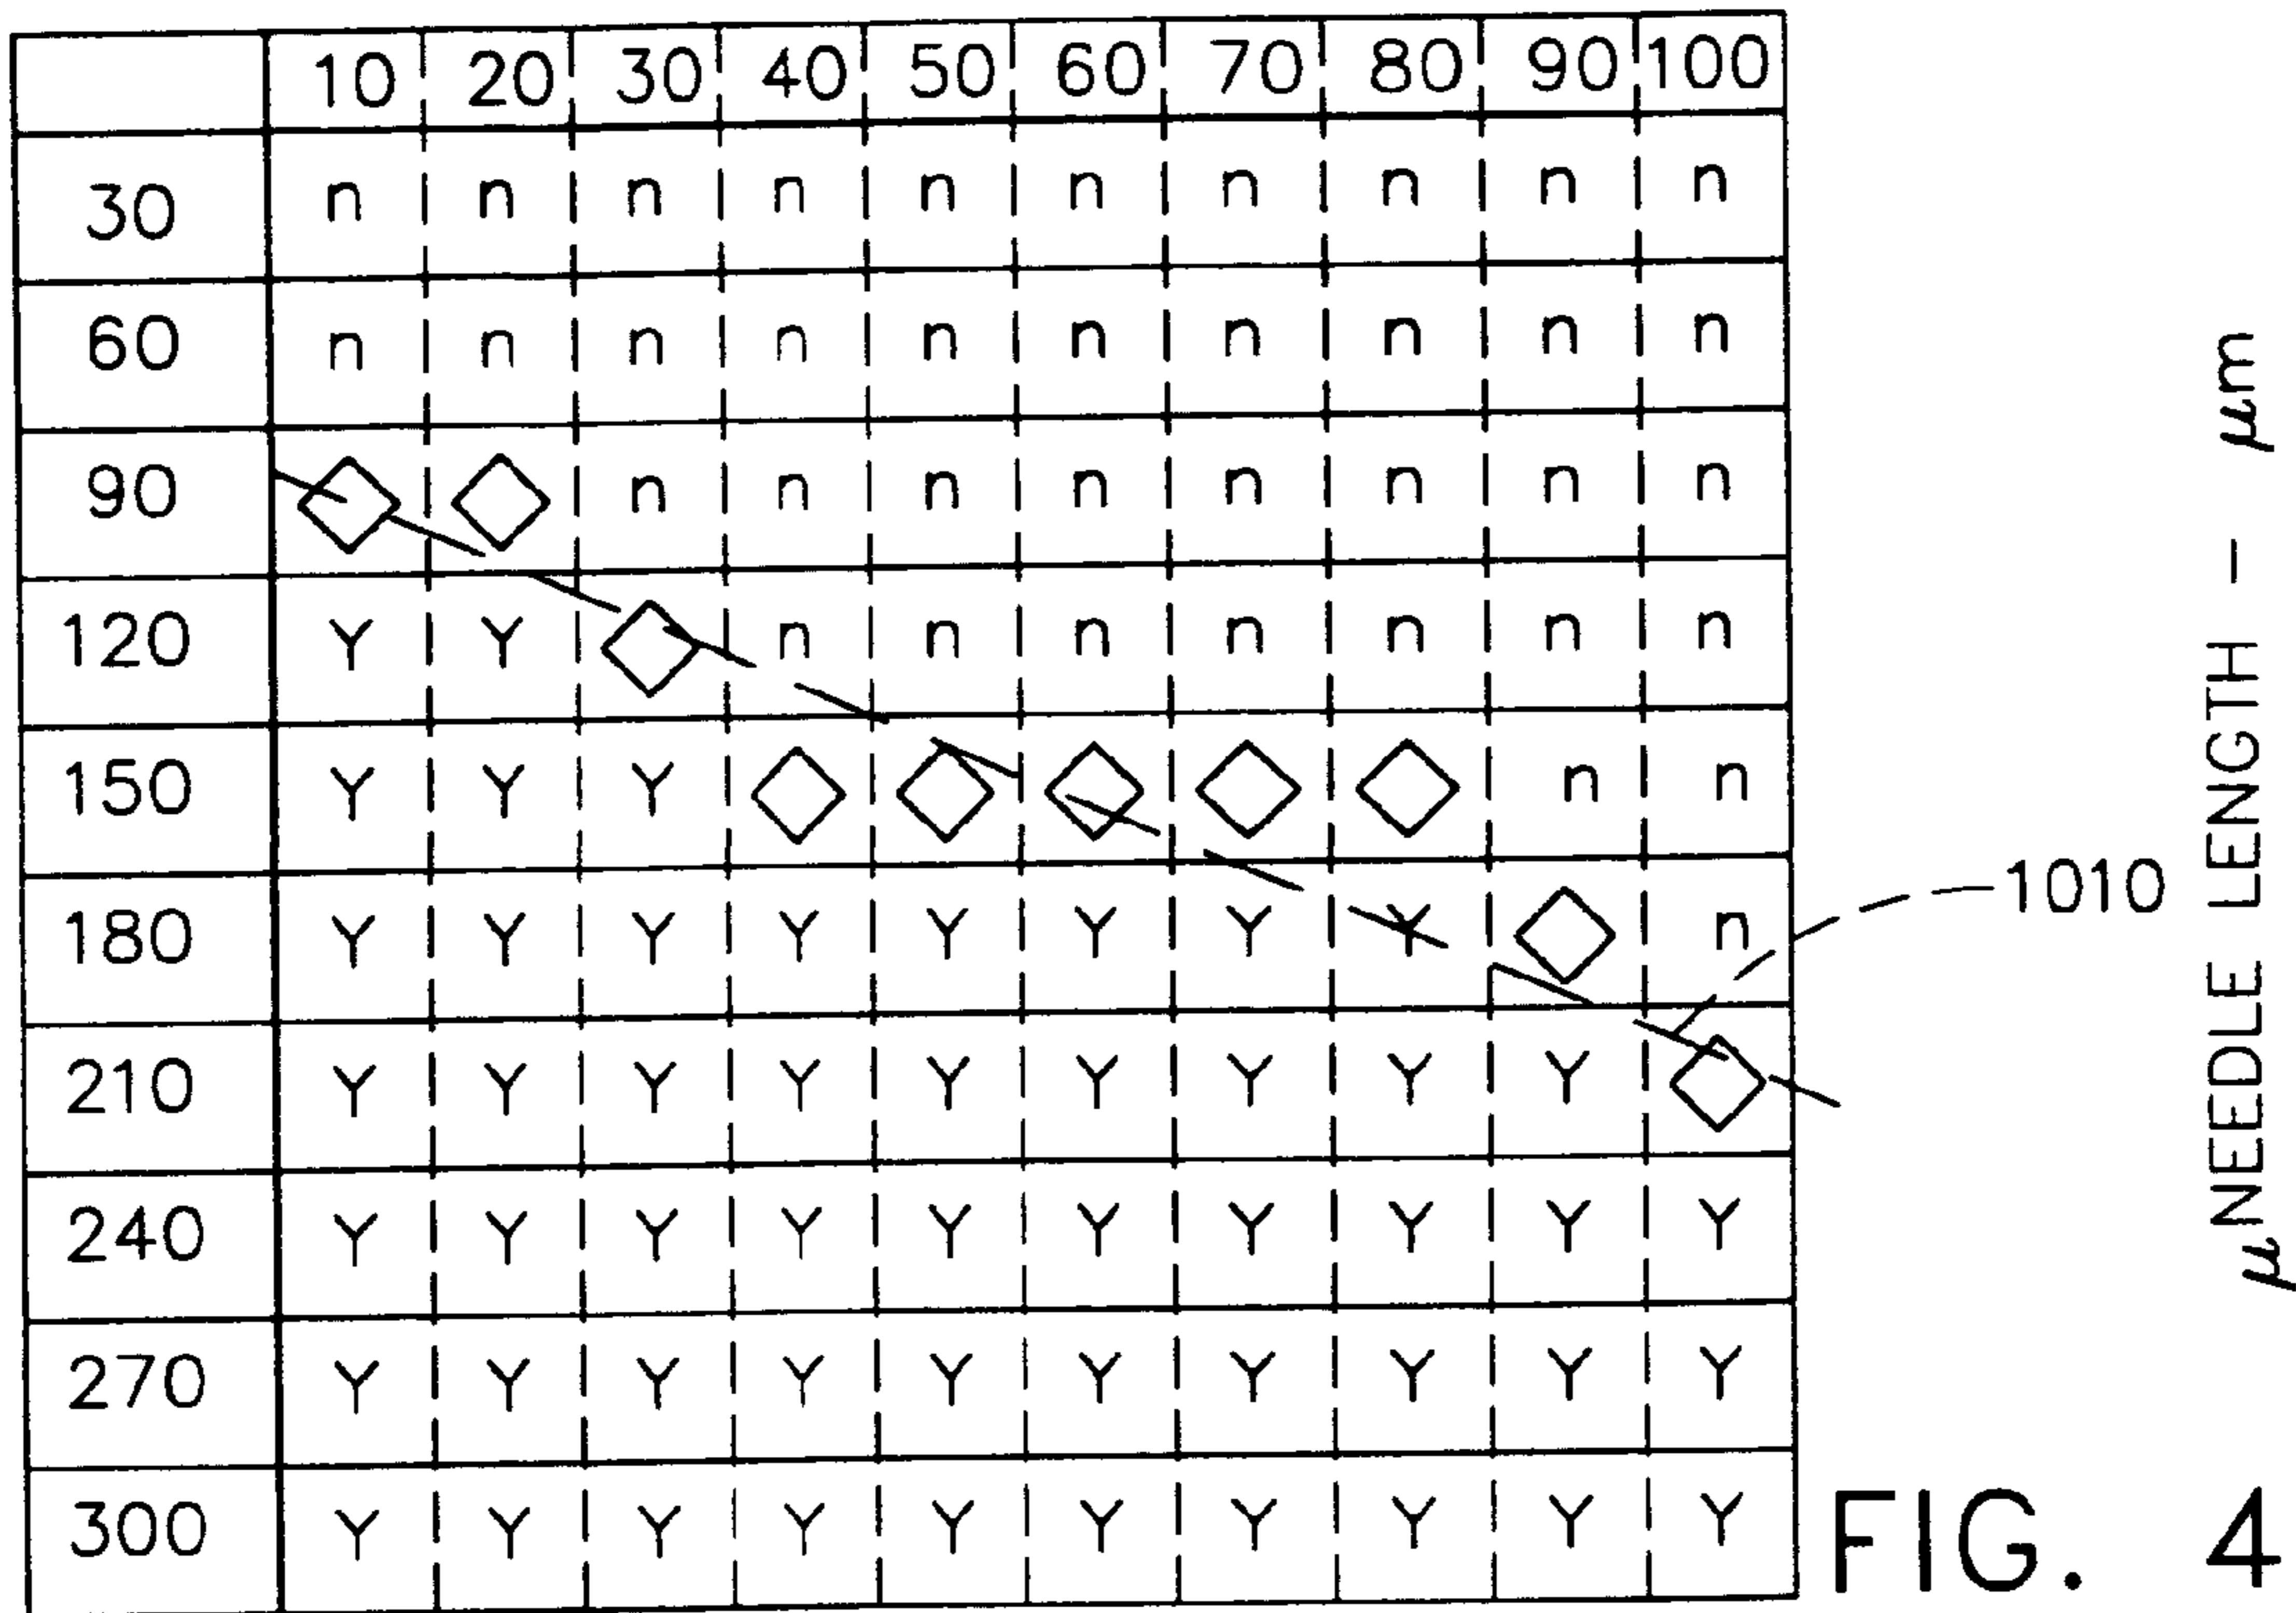 10 20 30 40 50 60 70 80 90 100
30 n n n n n n n n n n
60 n n n n n n n n n n
90 n n n n n n n n
120 Y Y n n n n n n n
150 Y Y Y n n
180 Y Y Y Y Y Y Y Y n
210 Y Y Y Y Y Y Y Y Y
240 Y Y Y Y Y Y Y Y Y Y
270 Y Y Y Y Y Y Y Y Y Y
300 Y Y Y Y Y Y Y Y Y Y
1010
μNEEDLE LENGTH - μm
FIG. 4